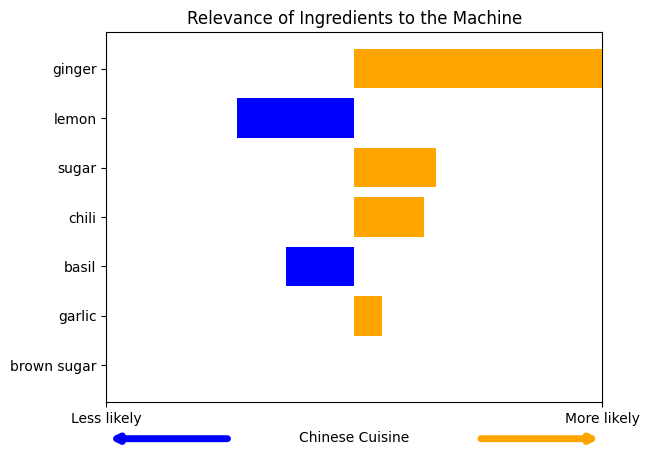 Relevance of Ingredients to the Machine
ginger
lemon
sugar
chili
basil
garlic
brown sugar
Less likely
More likely
Chinese Cuisine